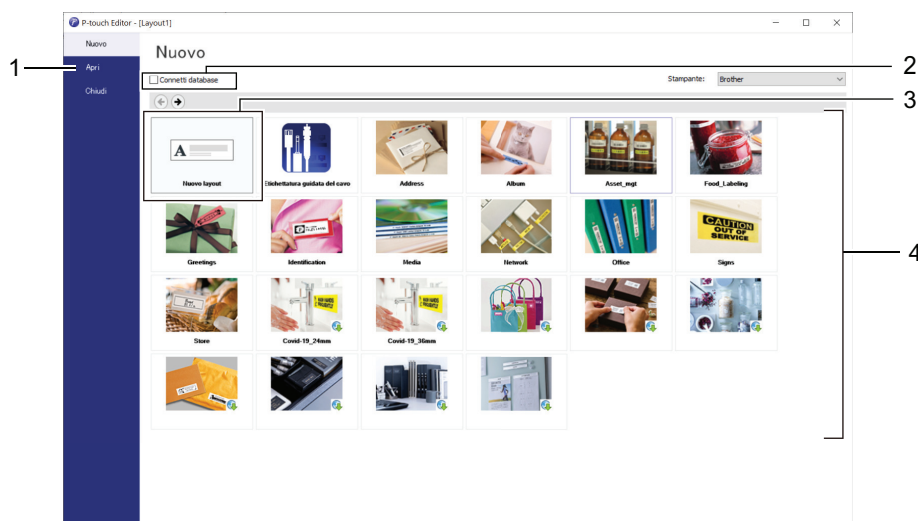 P-touch Editor - [Layout1]
Nuovo
Apri
Chiudi
Nuovo
Connetti database
Stampante: Brother
A
Nuovo layout
Etichettatura guidata del cavo
Address
Album
Asset_mgt
Food_Labeling
Greetings
Identification
Media
Network
Office
CAUTION
OUT OF
SERVICE
Signs
Store
Covid-19_24mm
Covid-19_36mm
1
2
3
4